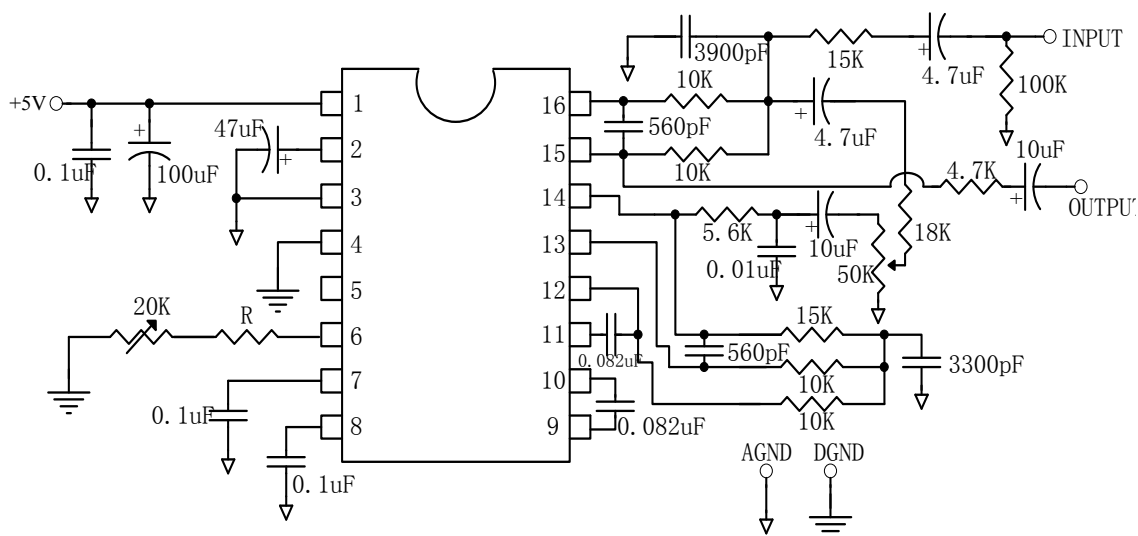 INPUT
3900pF
15K
4.7uF
100K
10K
+5V
1
16
560pF
47uF
+
4.7uF
0.1uF
100uF
2
15
10K
4.7K
10uF
OUTPUT
3
14
5.6K
10uF
18K
4
13
0.01uF
50K
5
12
20K
R
6
11
0.082uF
15K
560pF
3300pF
7
10
10K
0.1uF
8
9
0.082uF
10K
0.1uF
AGND
DGND